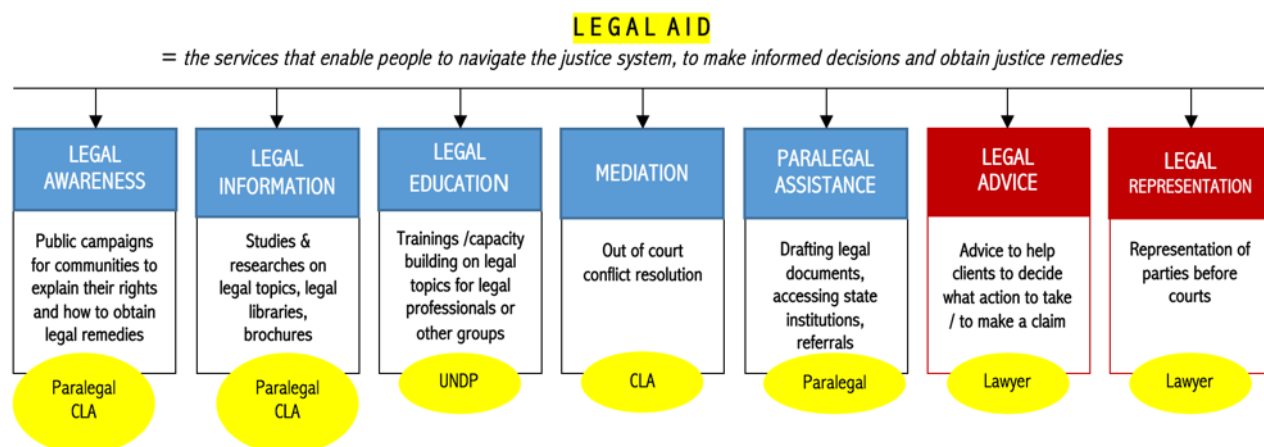 LEGAL AID
= the services that enable people to navigate the justice system, to make informed decisions and obtain justice remedies
LEGAL
AWARENESS
Public campaigns
for communities to
explain their rights
and how to obtain
legal remedies
Paralegal
CLA
LEGAL
INFORMATION
Studies &
researches on
legal topics, legal
libraries,
brochures
Paralegal
CLA
LEGAL
EDUCATION
Trainings /capacity
building on legal
topics for legal
professionals or
other groups
UNDP
MEDIATION
Out of court
conflict resolution
CLA
PARALEGAL
ASSISTANCE
Drafting legal
documents,
accessing state
institutions,
referrals
Paralegal
LEGAL
ADVICE
Advice to help
clients to decide
what action to take
/ to make a claim
Lawyer
LEGAL
REPRESENTATION
Representation of
parties before
courts
Lawyer